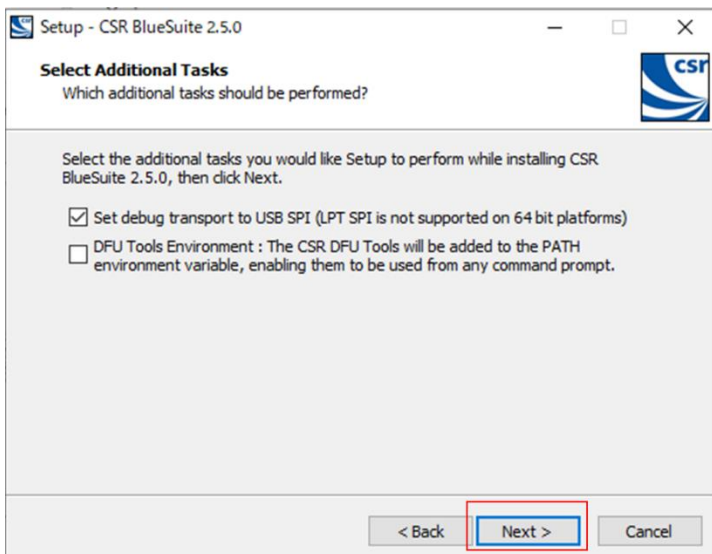 Setup - CSR BlueSuite 2.5.0
Select Additional Tasks
Which additional tasks should be performed?
csr
Select the additional tasks you would like Setup to perform while installing CSR
BlueSuite 2.5.0, then click Next.
Set debug transport to USB SPI (LPT SPI is not supported on 64 bit platforms)
DFU Tools Environment : The CSR DFU Tools will be added to the PATH
environment variable, enabling them to be used from any command prompt.
< Back Next > Cancel